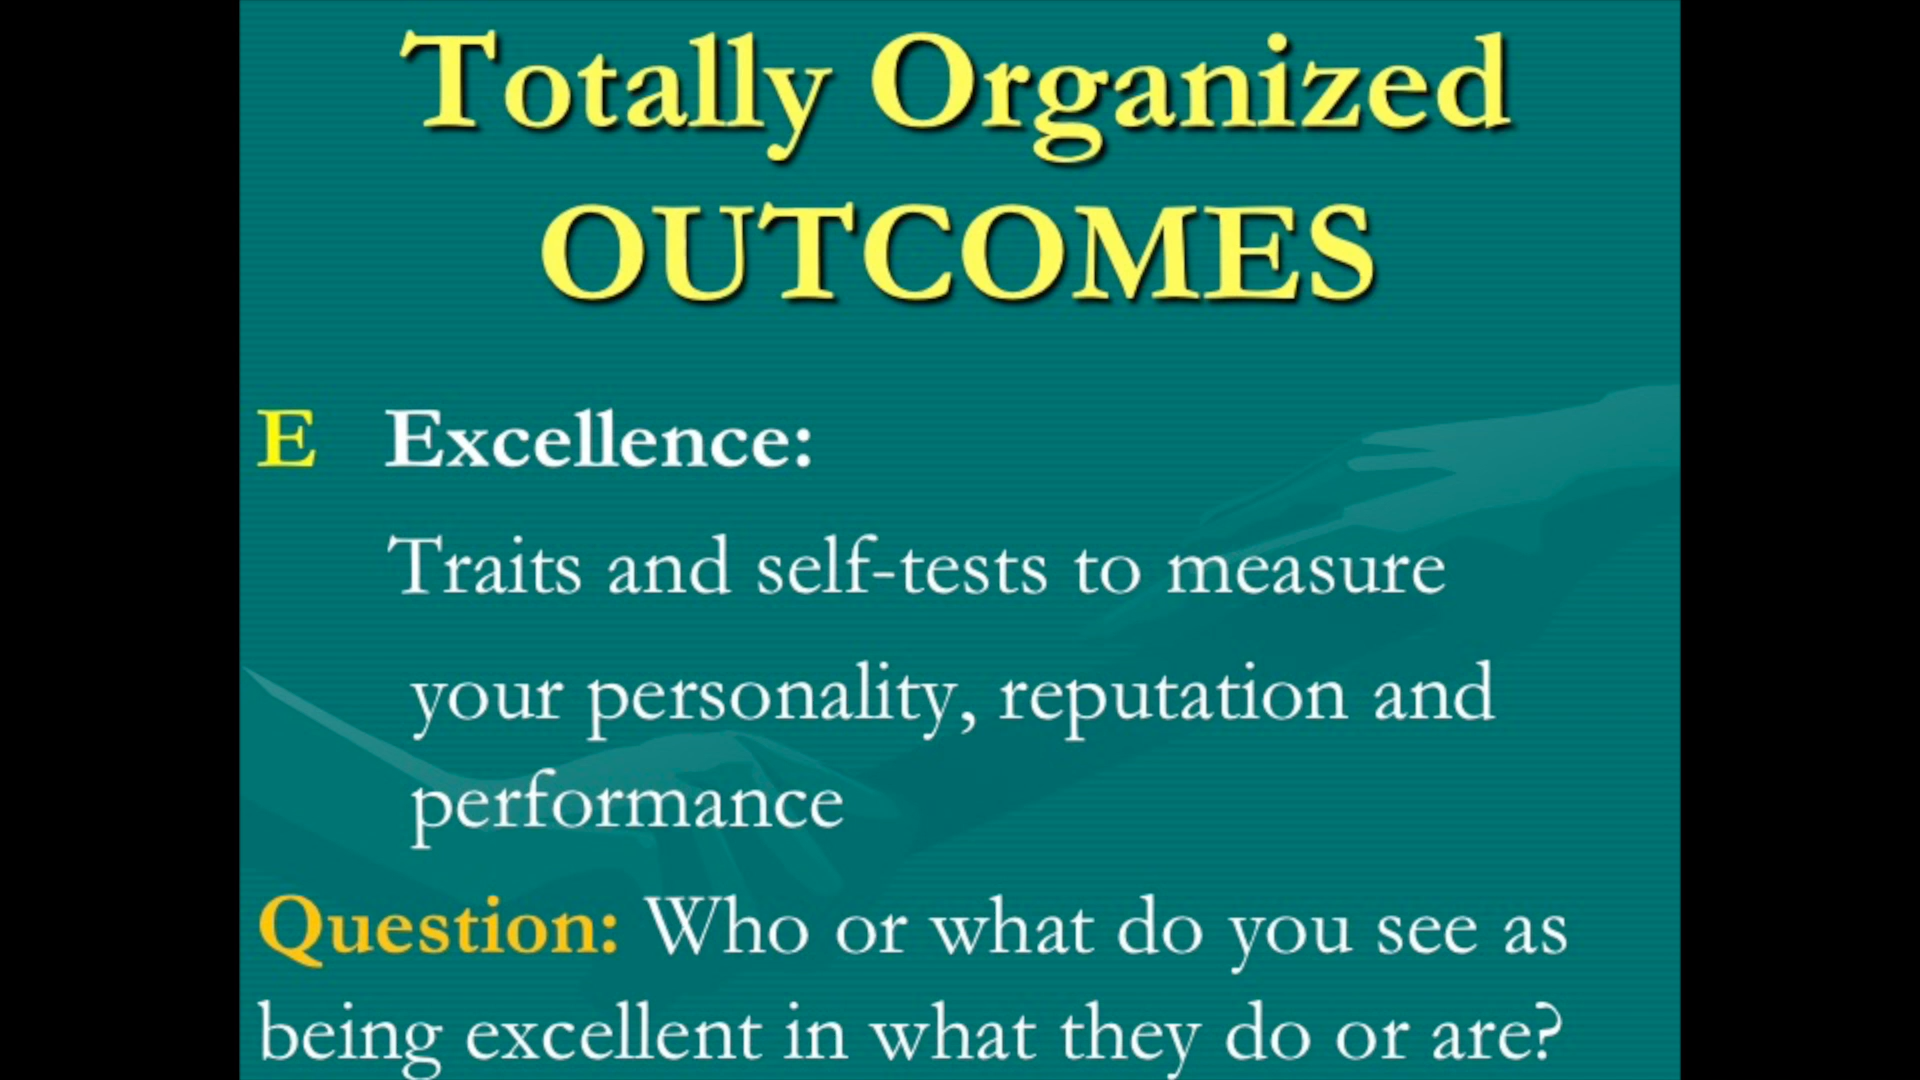 Totally Organized
OUTCOMES
E Excellence:
Traits and self-tests to measure
your personality, reputation and
performance
Question: Who or what do you see as
being excellent in what they do or are?